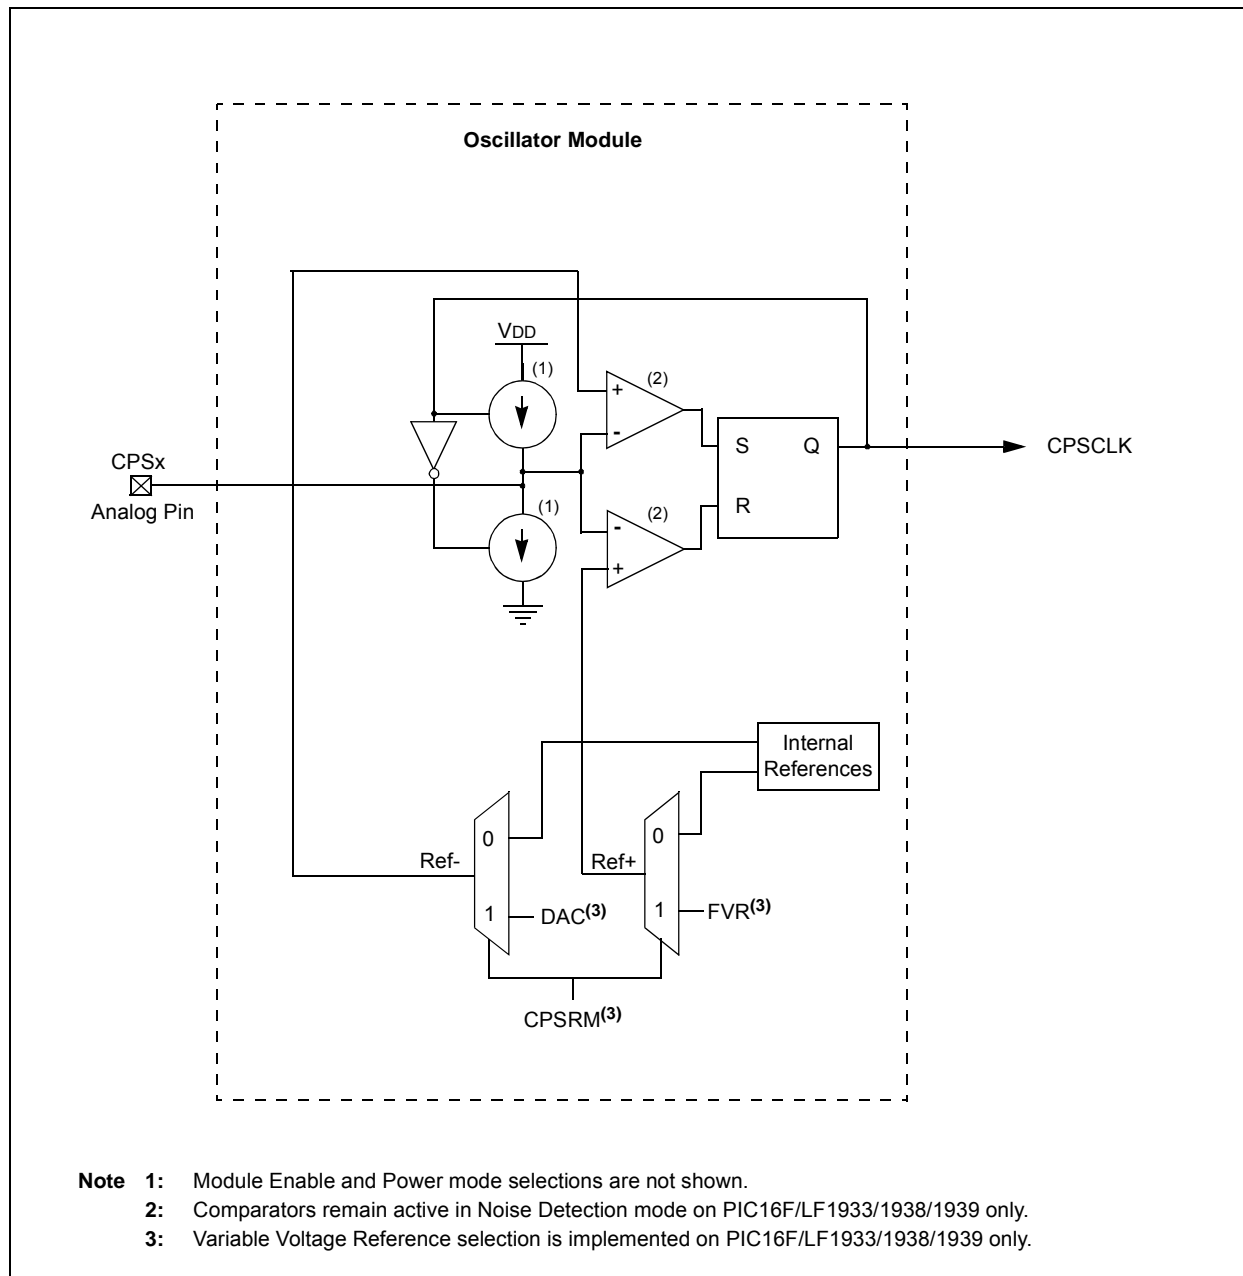 Oscillator Module
VDD
(1)
(2)
+
-
S Q
CPSCLK
CPSx
Analog Pin
(1)
(2)
R
-
+
Internal
References
0
0
Ref-
Ref+
1
DAC(3)
1
FVR(3)
CPSRM(3)
Note 1: Module Enable and Power mode selections are not shown.
2: Comparators remain active in Noise Detection mode on PIC16F/LF1933/1938/1939 only.
3: Variable Voltage Reference selection is implemented on PIC16F/LF1933/1938/1939 only.